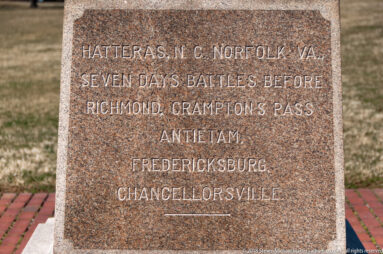 HATTERAS, N. C. NORFOLK VA.,
SEVEN DAYS BATTLES BEFORE
RICHMOND, CRAMPTON'S PASS
ANTIETAM,
FREDERICKSBURG,
CHANCELLORSVILLE.